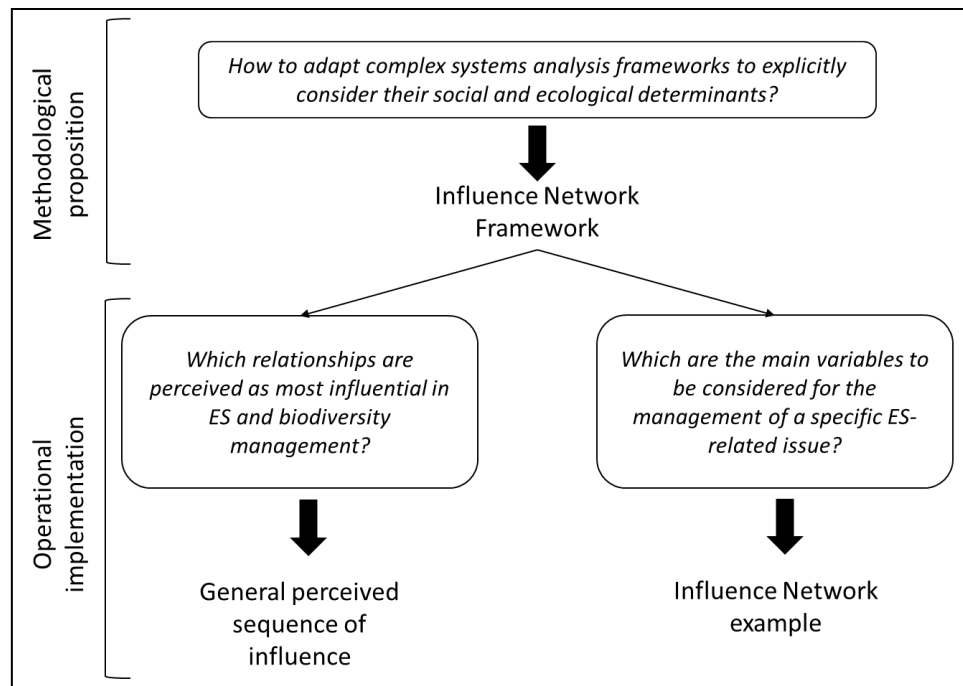 Methodological
proposition
How to adapt complex systems analysis frameworks to explicitly
consider their social and ecological determinants?
Influence Network
Framework
Operational
implementation
Which relationships are
perceived as most influential in
ES and biodiversity
management?
General perceived
sequence of
influence
Which are the main variables to
be considered for the
management of a specific ES-
related issue?
Influence Network
example